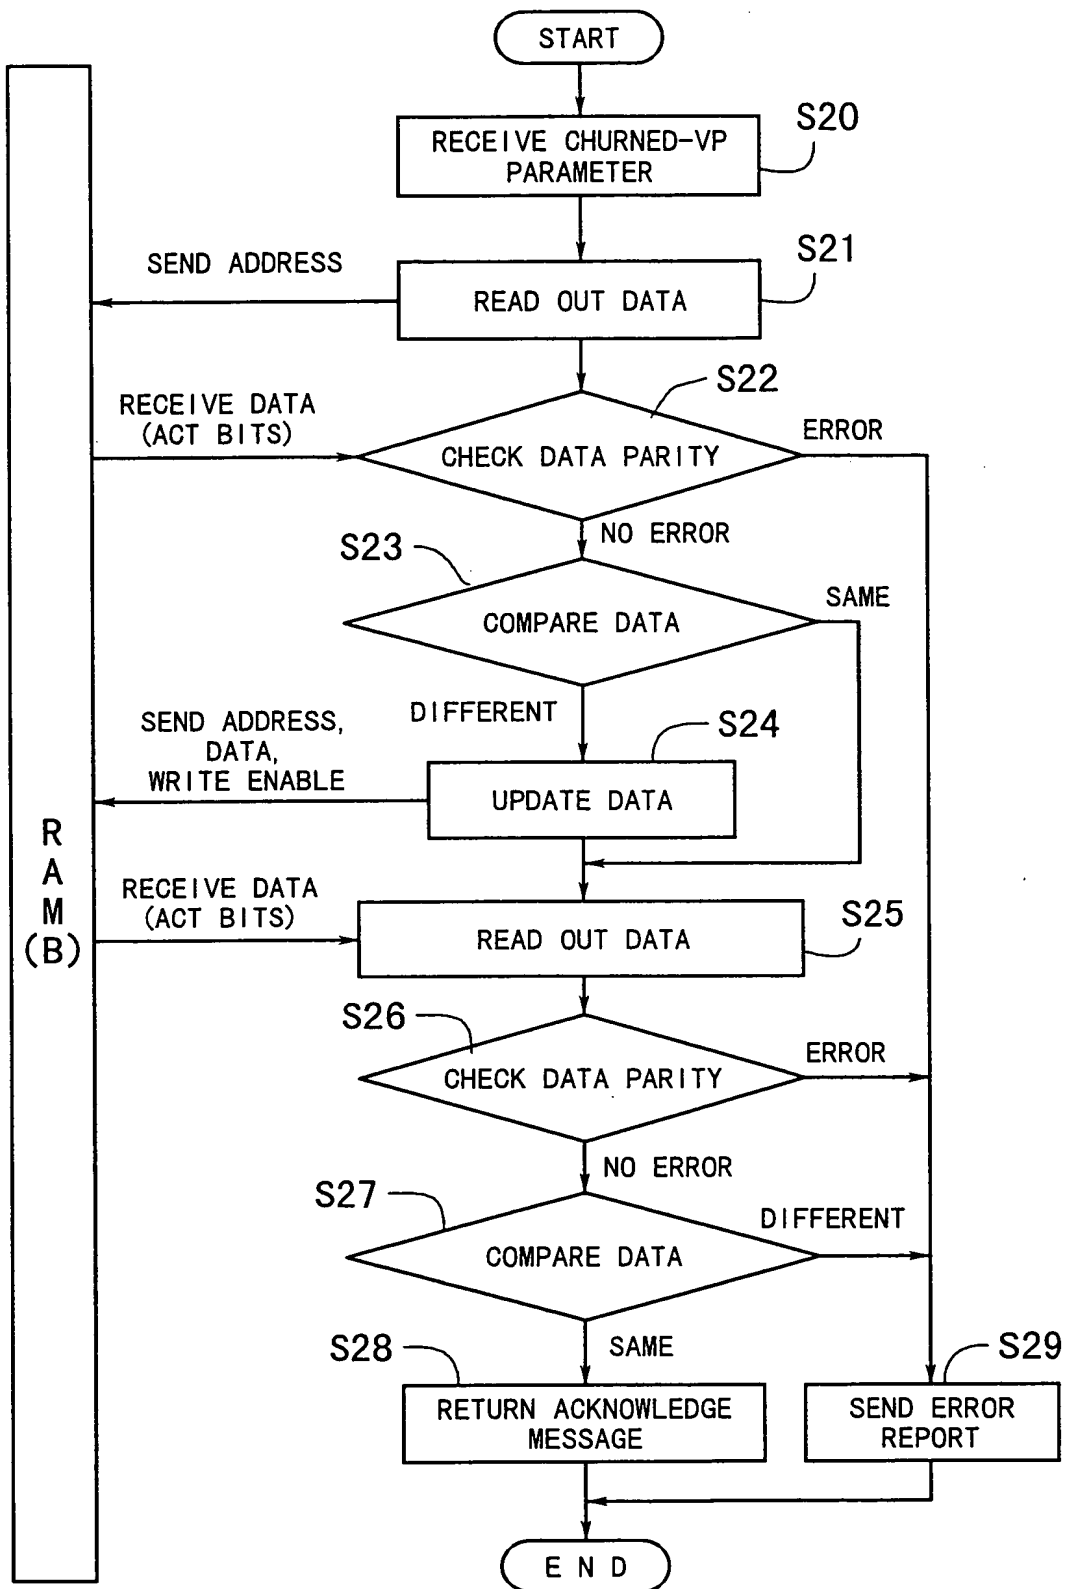 START
S20
RECEIVE CHURNED-VP
PARAMETER
S21
SEND ADDRESS
READ OUT DATA
S22
RECEIVE DATA
(ACT BITS)
ERROR
CHECK DATA PARITY
NO ERROR
S23
SAME
COMPARE DATA
DIFFERENT
S24
SEND ADDRESS,
DATA,
WRITE ENABLE
UPDATE DATA
R
A
M
(B)
RECEIVE DATA
(ACT BITS)
S25
READ OUT DATA
S26
ERROR
CHECK DATA PARITY
NO ERROR
S27
DIFFERENT
COMPARE DATA
SAME
S28
S29
RETURN ACKNOWLEDGE
MESSAGE
SEND ERROR
REPORT
END